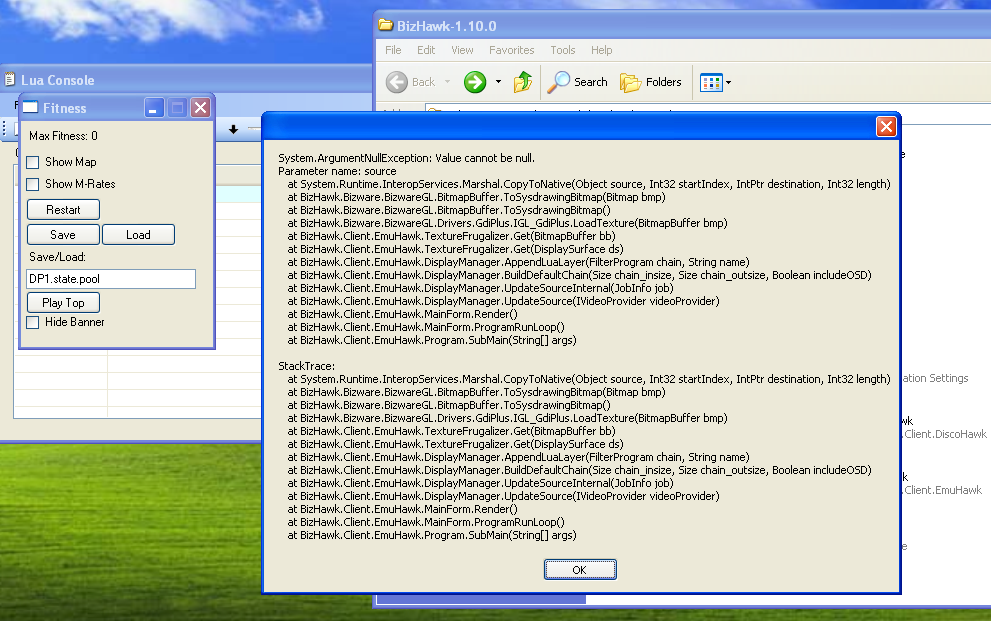 BizHawk-1.10.0
File Edit View Favorites Tools Help
Back Search Folders
Lua Console
Fitness
Max Fitness: 0
Show Map
Show M-Rates
Restart
Save Load
Save/Load:
DP1.state.pool
Play Top
Hide Banner
System.ArgumentNullException: Value cannot be null.
Parameter name: source
at System.Runtime.InteropServices.Marshal.CopyToNative(Object source, Int32 startIndex, IntPtr destination, Int32 length)
at BizHawk.Bizware.BizwareGL.BitmapBuffer.ToSysdrawingBitmap(Bitmap bmp)
at BizHawk.Bizware.BizwareGL.BitmapBuffer.ToSysdrawingBitmap()
at BizHawk.Bizware.BizwareGL.Drivers.GdiPlus.IGL_GdiPlus.LoadTexture(BitmapBuffer bmp)
at BizHawk.Client.EmuHawk.TextureFrugalizer.Get(BitmapBuffer bb)
at BizHawk.Client.EmuHawk.TextureFrugalizer.Get(DisplaySurface ds)
at BizHawk.Client.EmuHawk.DisplayManager.AppendLuaLayer(FilterProgram chain, String name)
at BizHawk.Client.EmuHawk.DisplayManager.BuildDefaultChain(Size chain_insize, Size chain_outsize, Boolean includeOSD)
at BizHawk.Client.EmuHawk.DisplayManager.UpdateSourceInternal(JobInfo job)
at BizHawk.Client.EmuHawk.DisplayManager.UpdateSource(IVideoProvider videoProvider)
at BizHawk.Client.EmuHawk.MainForm.Render()
at BizHawk.Client.EmuHawk.MainForm.ProgramRunLoop()
at BizHawk.Client.EmuHawk.Program.SubMain(String[] args)
StackTrace:
at System.Runtime.InteropServices.Marshal.CopyToNative(Object source, Int32 startIndex, IntPtr destination, Int32 length)
at BizHawk.Bizware.BizwareGL.BitmapBuffer.ToSysdrawingBitmap(Bitmap bmp)
at BizHawk.Bizware.BizwareGL.BitmapBuffer.ToSysdrawingBitmap()
at BizHawk.Bizware.BizwareGL.Drivers.GdiPlus.IGL_GdiPlus.LoadTexture(BitmapBuffer bmp)
at BizHawk.Client.EmuHawk.TextureFrugalizer.Get(BitmapBuffer bb)
at BizHawk.Client.EmuHawk.TextureFrugalizer.Get(DisplaySurface ds)
at BizHawk.Client.EmuHawk.DisplayManager.AppendLuaLayer(FilterProgram chain, String name)
at BizHawk.Client.EmuHawk.DisplayManager.BuildDefaultChain(Size chain_insize, Size chain_outsize, Boolean includeOSD)
at BizHawk.Client.EmuHawk.DisplayManager.UpdateSourceInternal(JobInfo job)
at BizHawk.Client.EmuHawk.DisplayManager.UpdateSource(IVideoProvider videoProvider)
at BizHawk.Client.EmuHawk.MainForm.Render()
at BizHawk.Client.EmuHawk.MainForm.ProgramRunLoop()
at BizHawk.Client.EmuHawk.Program.SubMain(String[] args)
OK
ation Settings
wk
.Client.DiscoHawk
k
.Client.EmuHawk